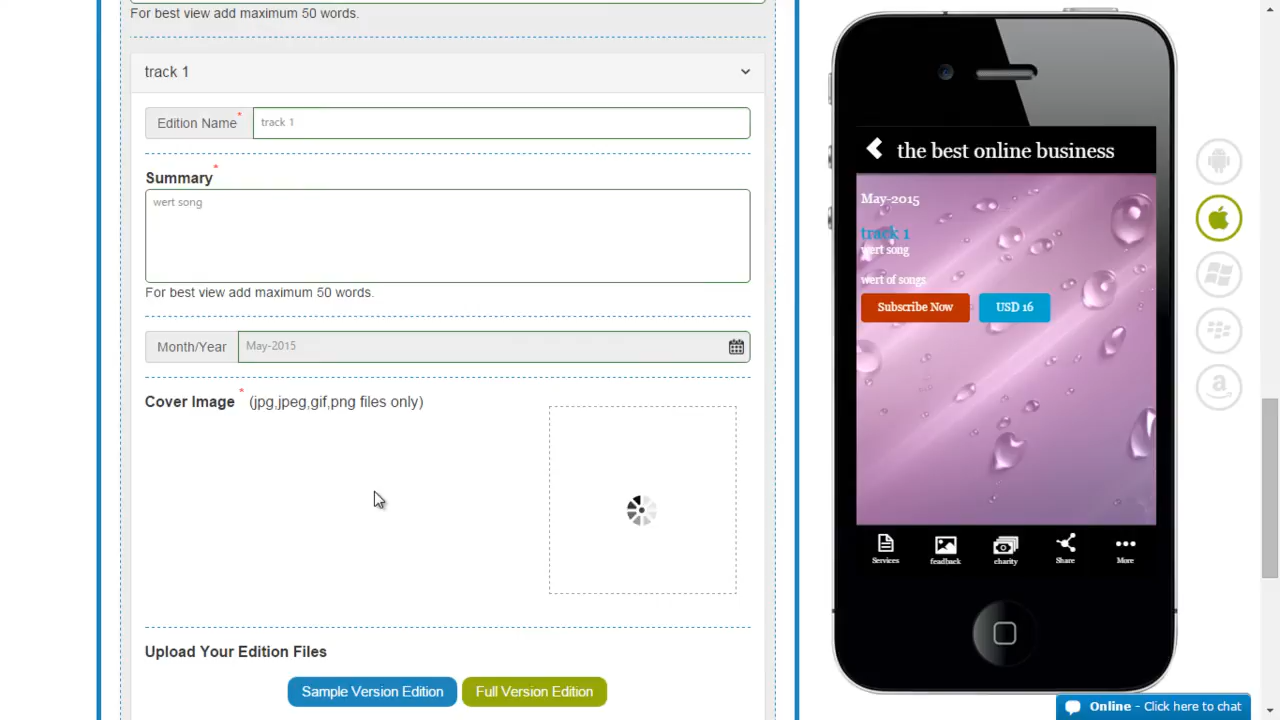 For best view add maximum 50 words.
track 1
Edition Name*
track 1
Summary*
wert song
For best view add maximum 50 words.
Month/Year
May-2015
Cover Image * (jpg,jpeg,gif,png files only)
Upload Your Edition Files
Sample Version Edition
Full Version Edition
the best online business
May-2015
track 1
wert song
wert of songs
Subscribe Now
USD 16
Services
feadback
charity
Share
More
Online - Click here to chat